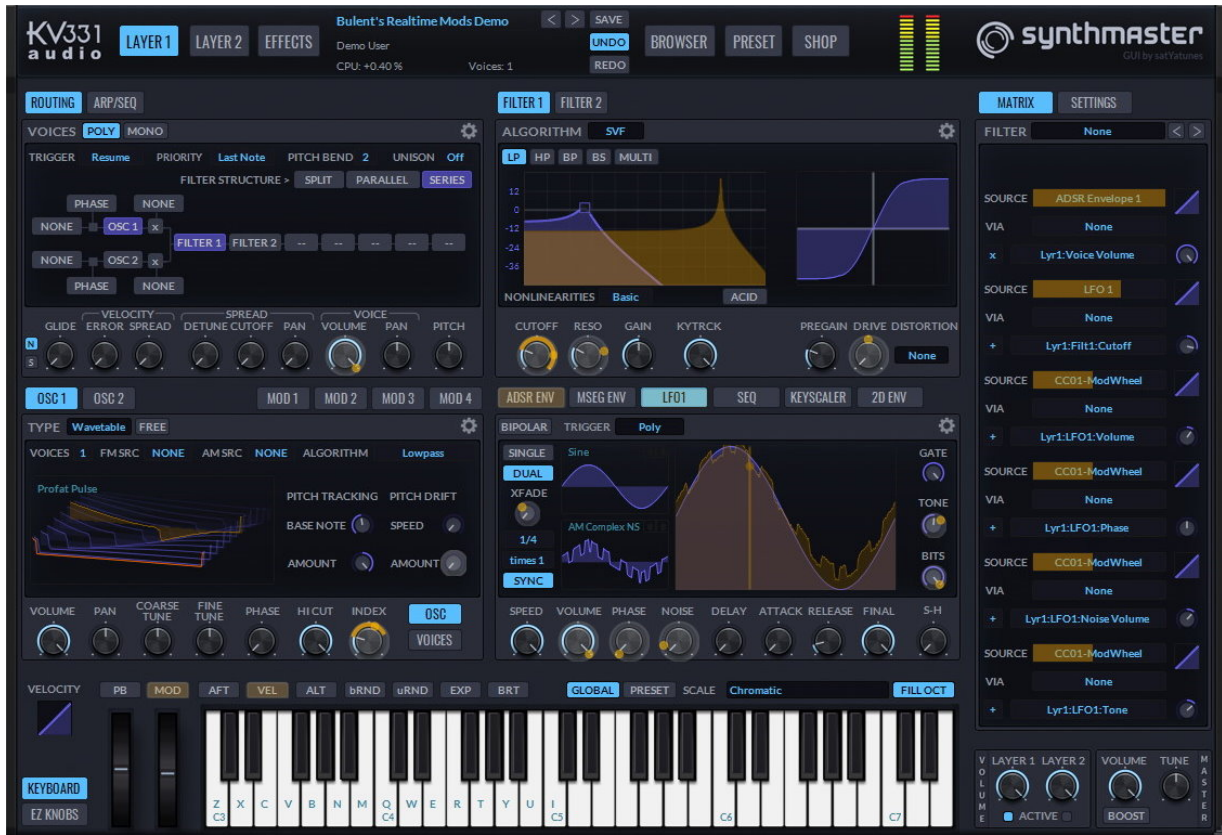 KV331
audio
LAYER 1 LAYER 2 EFFECTS
Bulent's Realtime Mods Demo
Demo User
CPU: +0.40 % Voices: 1
< > SAVE
UNDO
REDO
BROWSER PRESET SHOP
synthmaster
GUI by satYatunes
ROUTING ARP/SEQ
VOICES POLY MONO
TRIGGER Resume PRIORITY Last Note PITCH BEND 2 UNISON Off
FILTER STRUCTURE > SPLIT PARALLEL SERIES
PHASE NONE
NONE OSC 1 x
FILTER 1 FILTER 2 -- -- -- -- --
NONE OSC 2 x
PHASE NONE
VELOCITY SPREAD VOICE
GLIDE ERROR SPREAD DETUNE CUTOFF PAN VOLUME PAN PITCH
N
S
FILTER 1 FILTER 2
ALGORITHM SVF
LP HP BP BS MULTI
12
0
-12
-24
-36
NONLINEARITIES Basic ACID
CUTOFF RESO GAIN KYTRCK PREGAIN DRIVE DISTORTION
None
OSC 1 OSC 2 MOD 1 MOD 2 MOD 3 MOD 4
TYPE Wavetable FREE
VOICES 1 FM SRC NONE AM SRC NONE ALGORITHM Lowpass
Profat Pulse
PITCH TRACKING PITCH DRIFT
BASE NOTE SPEED
AMOUNT AMOUNT
VOLUME PAN COARSE TUNE FINE TUNE PHASE HI CUT INDEX
OSC
VOICES
ADSR ENV MSEG ENV LFO1 SEQ KEYSCALER 2D ENV
BIPOLAR TRIGGER Poly
SINGLE
DUAL
XFADE
1/4
times 1
SYNC
Sine
AM Complex NS
GATE
TONE
BITS
SPEED VOLUME PHASE NOISE DELAY ATTACK RELEASE FINAL S-H
MATRIX SETTINGS
FILTER None < >
SOURCE ADSR Envelope 1
VIA None
x Lyr1:Voice Volume
SOURCE LFO 1
VIA None
+ Lyr1:Filt1:Cutoff
SOURCE CC01-ModWheel
VIA None
+ Lyr1:LFO1:Volume
SOURCE CC01-ModWheel
VIA None
+ Lyr1:LFO1:Phase
SOURCE CC01-ModWheel
VIA None
+ Lyr1:LFO1:Noise Volume
SOURCE CC01-ModWheel
VIA None
+ Lyr1:LFO1:Tone
VELOCITY PB MOD AFT VEL ALT bRND uRND EXP BRT GLOBAL PRESET SCALE Chromatic FILL OCT
KEYBOARD
EZ KNOBS
Z X C V B N M Q W E R T Y U I
C3 C4 C5 C6 C7
VOLUME
LAYER 1 LAYER 2
ACTIVE
VOLUME TUNE
BOOST
MASTER